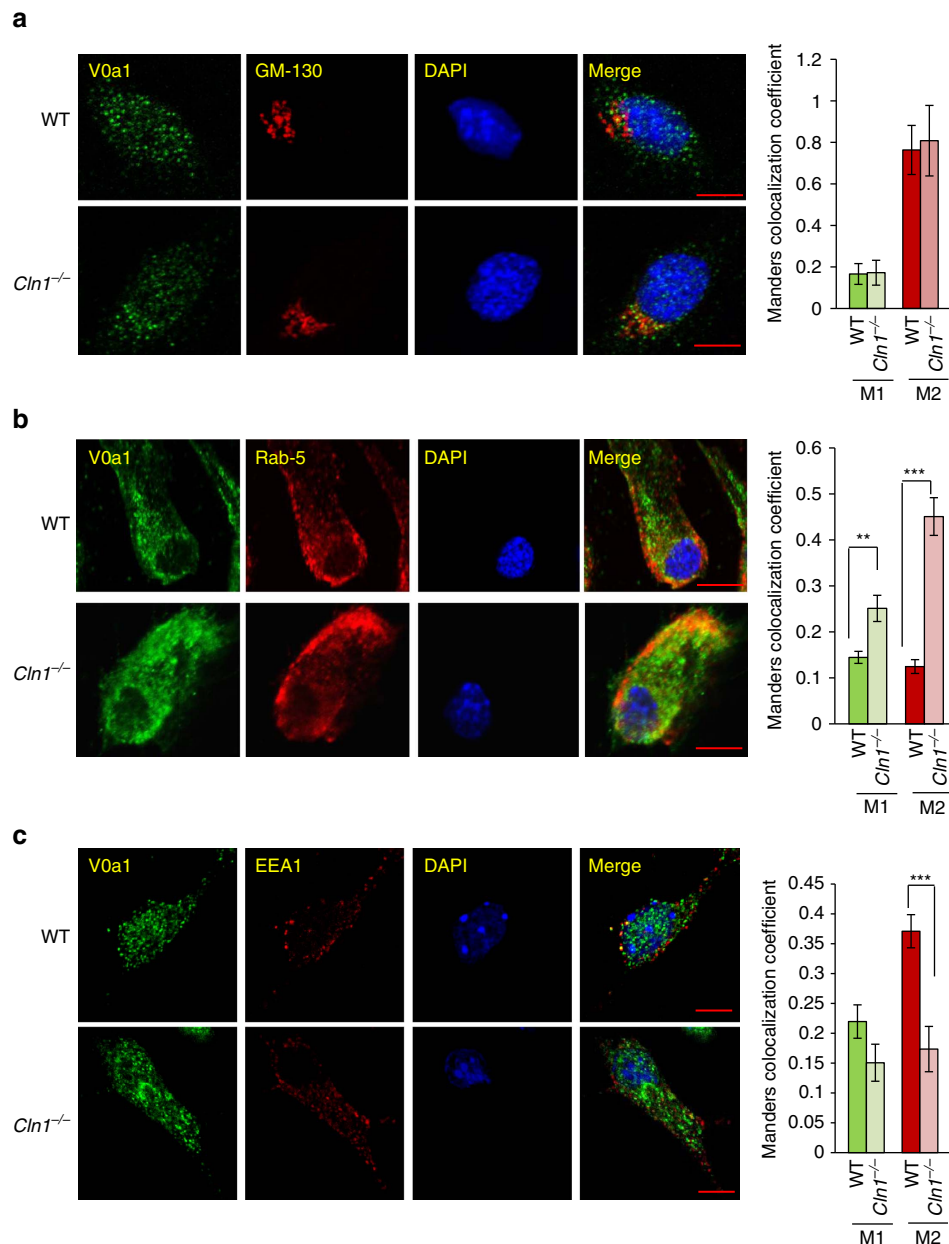 a
V0a1 GM-130 DAPI Merge
WT
Cln1⁻/⁻
Manders colocalization coefficient
1.2
1
0.8
0.6
0.4
0.2
0
WT Cln1⁻/⁻ WT Cln1⁻/⁻
M1 M2
b
V0a1 Rab-5 DAPI Merge
WT
Cln1⁻/⁻
Manders colocalization coefficient
0.6
0.5
0.4
0.3
0.2
0.1
0
** ***
WT Cln1⁻/⁻ WT Cln1⁻/⁻
M1 M2
c
V0a1 EEA1 DAPI Merge
WT
Cln1⁻/⁻
Manders colocalization coefficient
0.45
0.4
0.35
0.3
0.25
0.2
0.15
0.1
0.05
0
***
WT Cln1⁻/⁻ WT Cln1⁻/⁻
M1 M2